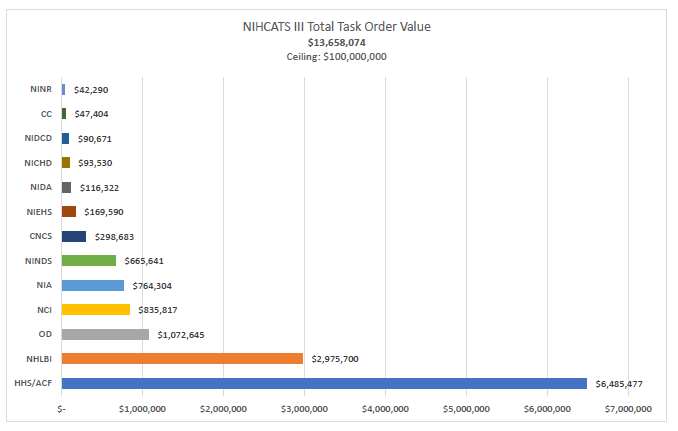 NIHCATS III Total Task Order Value
$13,658,074
Ceiling: $100,000,000
NINR $42,290
CC $47,404
NIDCD $90,671
NICHD $93,530
NIDA $116,322
NIEHS $169,590
CNCS $298,683
NINDS $665,641
NIA $764,304
NCI $835,817
OD $1,072,645
NHLBI $2,975,700
HHS/ACF $6,485,477
$- $1,000,000 $2,000,000 $3,000,000 $4,000,000 $5,000,000 $6,000,000 $7,000,000